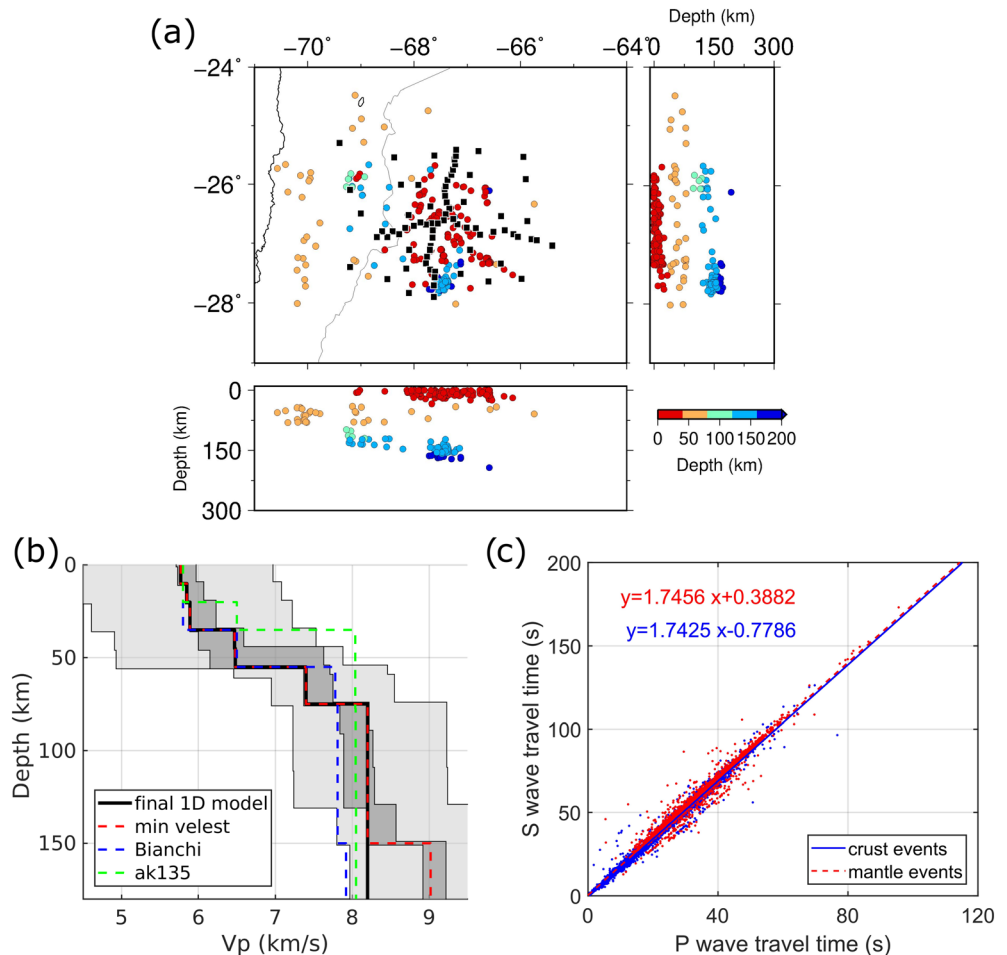 (a)
Depth (km)
−70˚ −68˚ −66˚ −64˚ 0 150 300
−24˚
−26˚
−28˚
0
150
300
Depth (km)
0 50 100 150 200
Depth (km)
(b)
0
50
100
150
Depth (km)
final 1D model
min velest
Bianchi
ak135
5 6 7 8 9
Vp (km/s)
(c)
200
150
100
50
0
S wave travel time (s)
y=1.7456 x+0.3882
y=1.7425 x-0.7786
crust events
mantle events
0 40 80 120
P wave travel time (s)